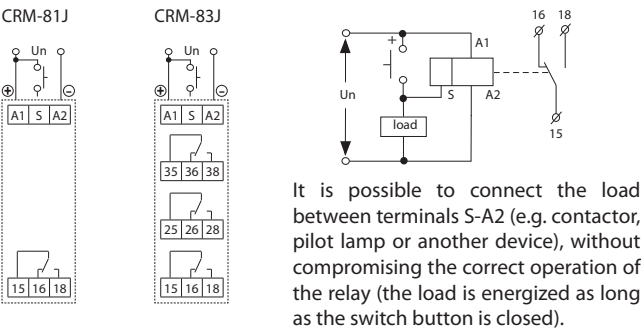 CRM-81J
Un
+
−
A1 S A2
15 16 18
CRM-83J
Un
+
−
A1 S A2
35 36 38
25 26 28
15 16 18
16 18
+
A1
Un
S A2
load
15
It is possible to connect the load
between terminals S-A2 (e.g. contactor,
pilot lamp or another device), without
compromising the correct operation of
the relay (the load is energized as long
as the switch button is closed).